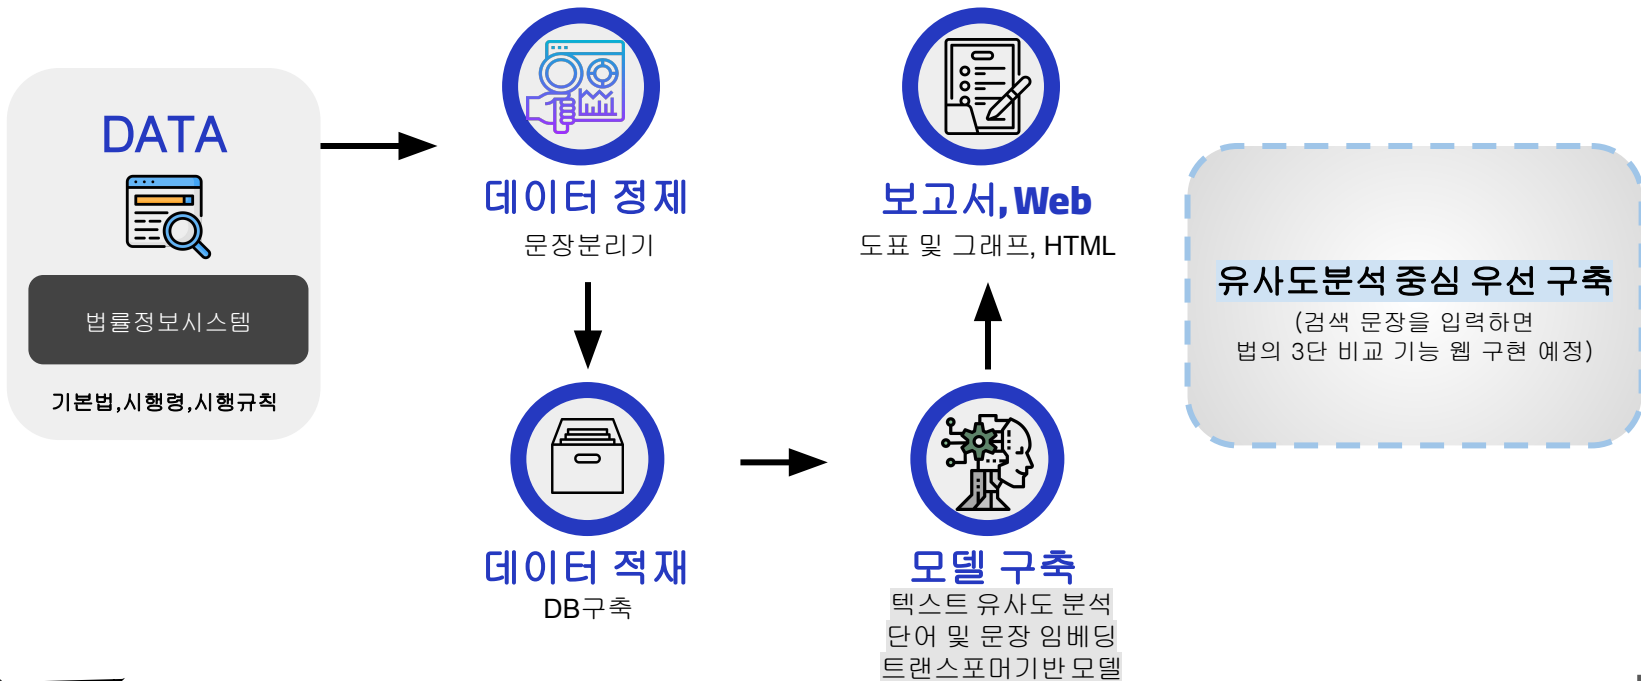 DATA
법률정보시스템
기본법,시행령,시행규칙
데이터 정제
문장분리기
데이터 적재
DB구축
보고서, Web
도표 및 그래프, HTML
모델 구축
텍스트 유사도 분석
단어 및 문장 임베딩
트랜스포머기반 모델
유사도분석 중심 우선 구축
(검색 문장을 입력하면
법의 3단 비교 기능 웹 구현 예정)